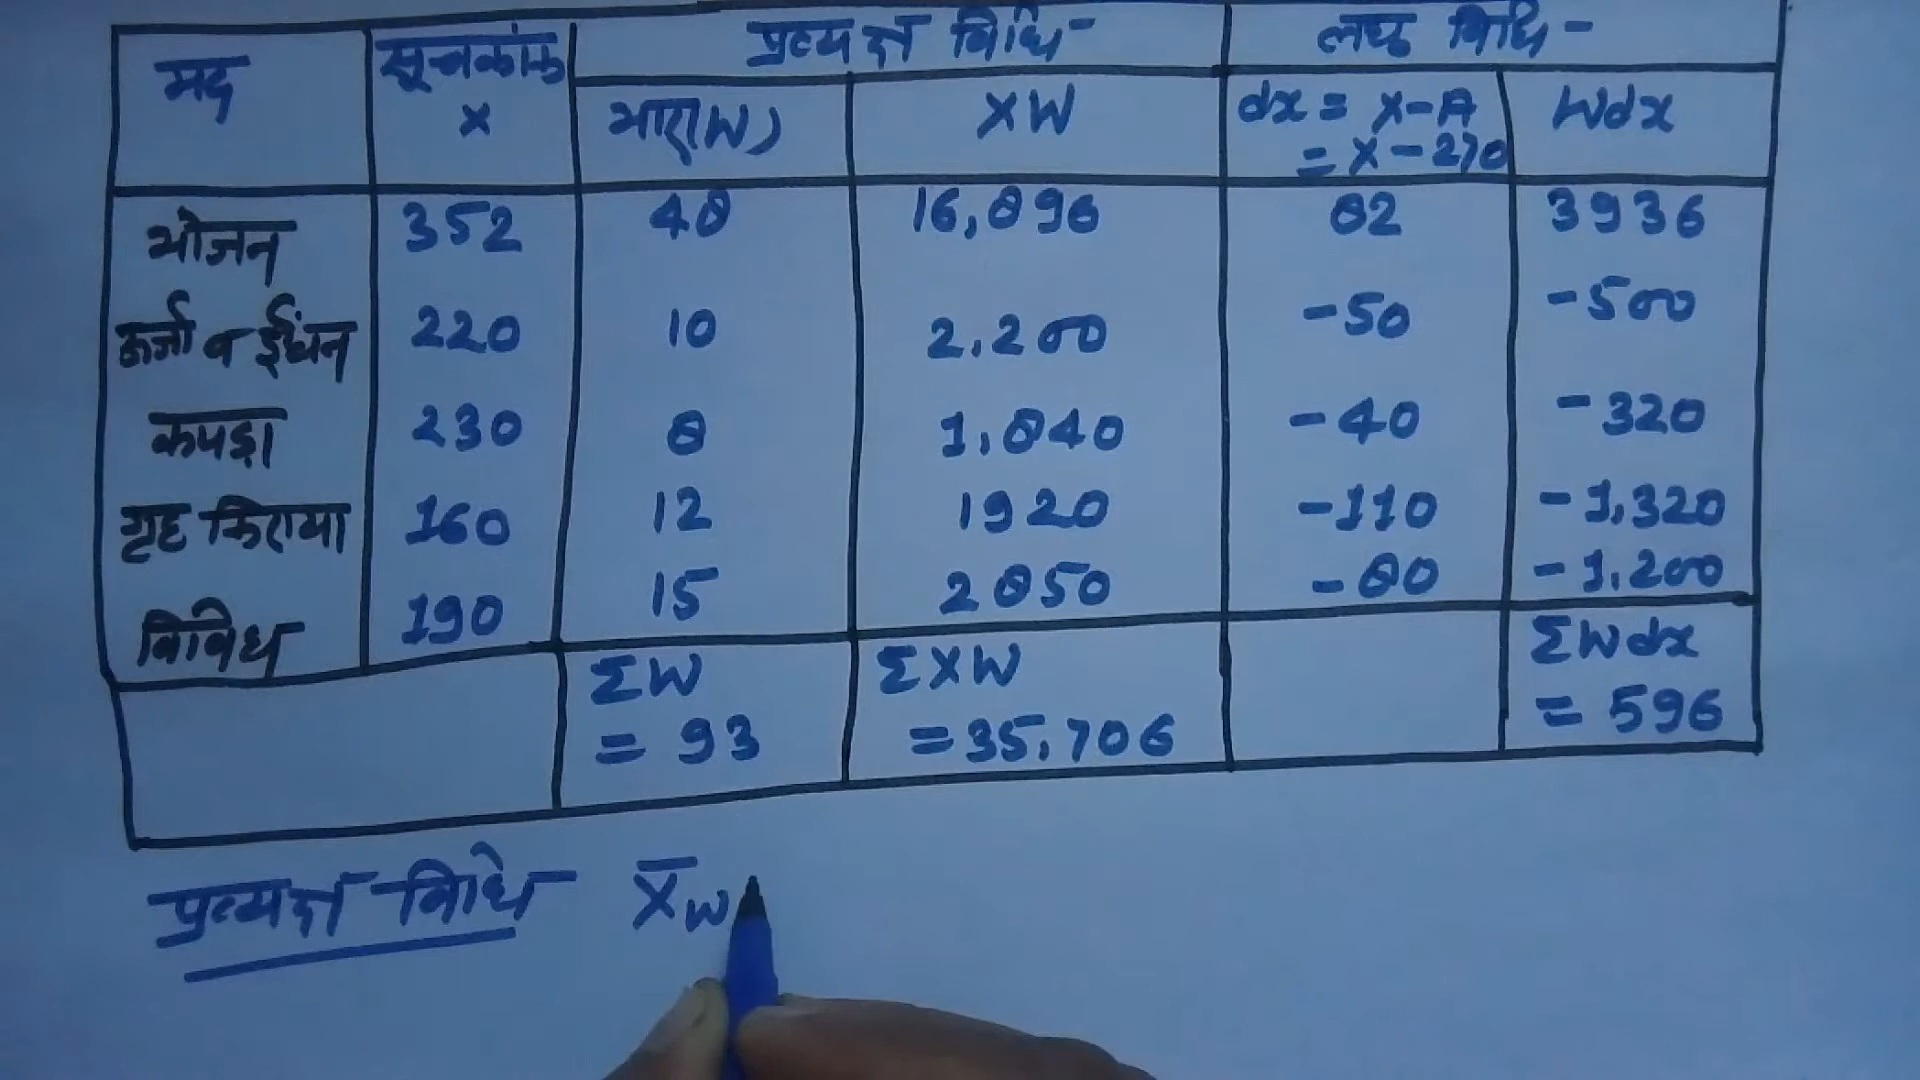 मद सूचकांक प्रत्यक्ष विधि- लघु विधि-
X भार(W) XW dx = X-A Wdx
= X-270
भोजन 352 48 16,896 82 3936
ऊर्जा व ईंधन 220 10 2,200 -50 -500
कपड़ा 230 8 1,840 -40 -320
गृह किराया 160 12 1920 -110 -1,320
विविध 190 15 2850 -80 -1,200
ΣW ΣXW ΣWdx
= 93 =35,706 = 596
प्रत्यक्ष विधि- X̄w